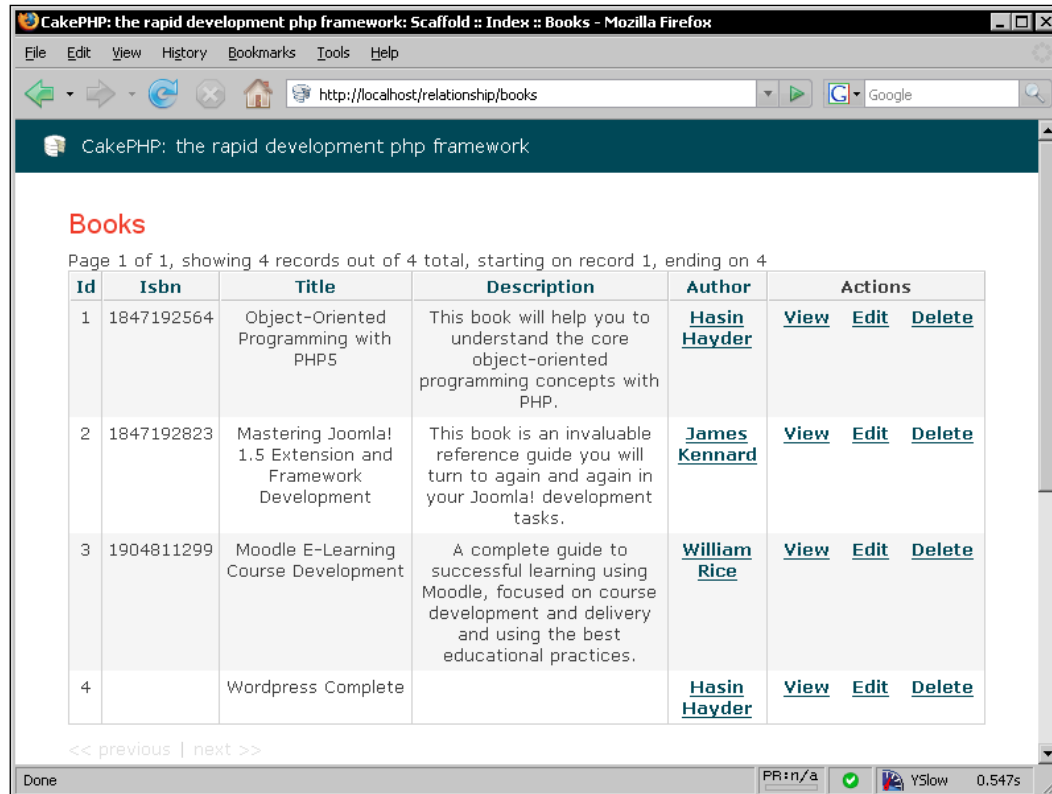 CakePHP: the rapid development php framework: Scaffold :: Index :: Books - Mozilla Firefox
File Edit View History Bookmarks Tools Help
http://localhost/relationship/books
G Google
CakePHP: the rapid development php framework
Books
Page 1 of 1, showing 4 records out of 4 total, starting on record 1, ending on 4
Id Isbn Title Description Author Actions
1 1847192564 Object-Oriented This book will help you to Hasin View Edit Delete
Programming with understand the core Hayder
PHP5 object-oriented
programming concepts with
PHP.
2 1847192823 Mastering Joomla! This book is an invaluable James View Edit Delete
1.5 Extension and reference guide you will Kennard
Framework turn to again and again in
Development your Joomla! development
tasks.
3 1904811299 Moodle E-Learning A complete guide to William View Edit Delete
Course Development successful learning using Rice
Moodle, focused on course
development and delivery
and using the best
educational practices.
4 Wordpress Complete Hasin View Edit Delete
Hayder
<< previous | next >>
Done PR:n/a YSlow 0.547s